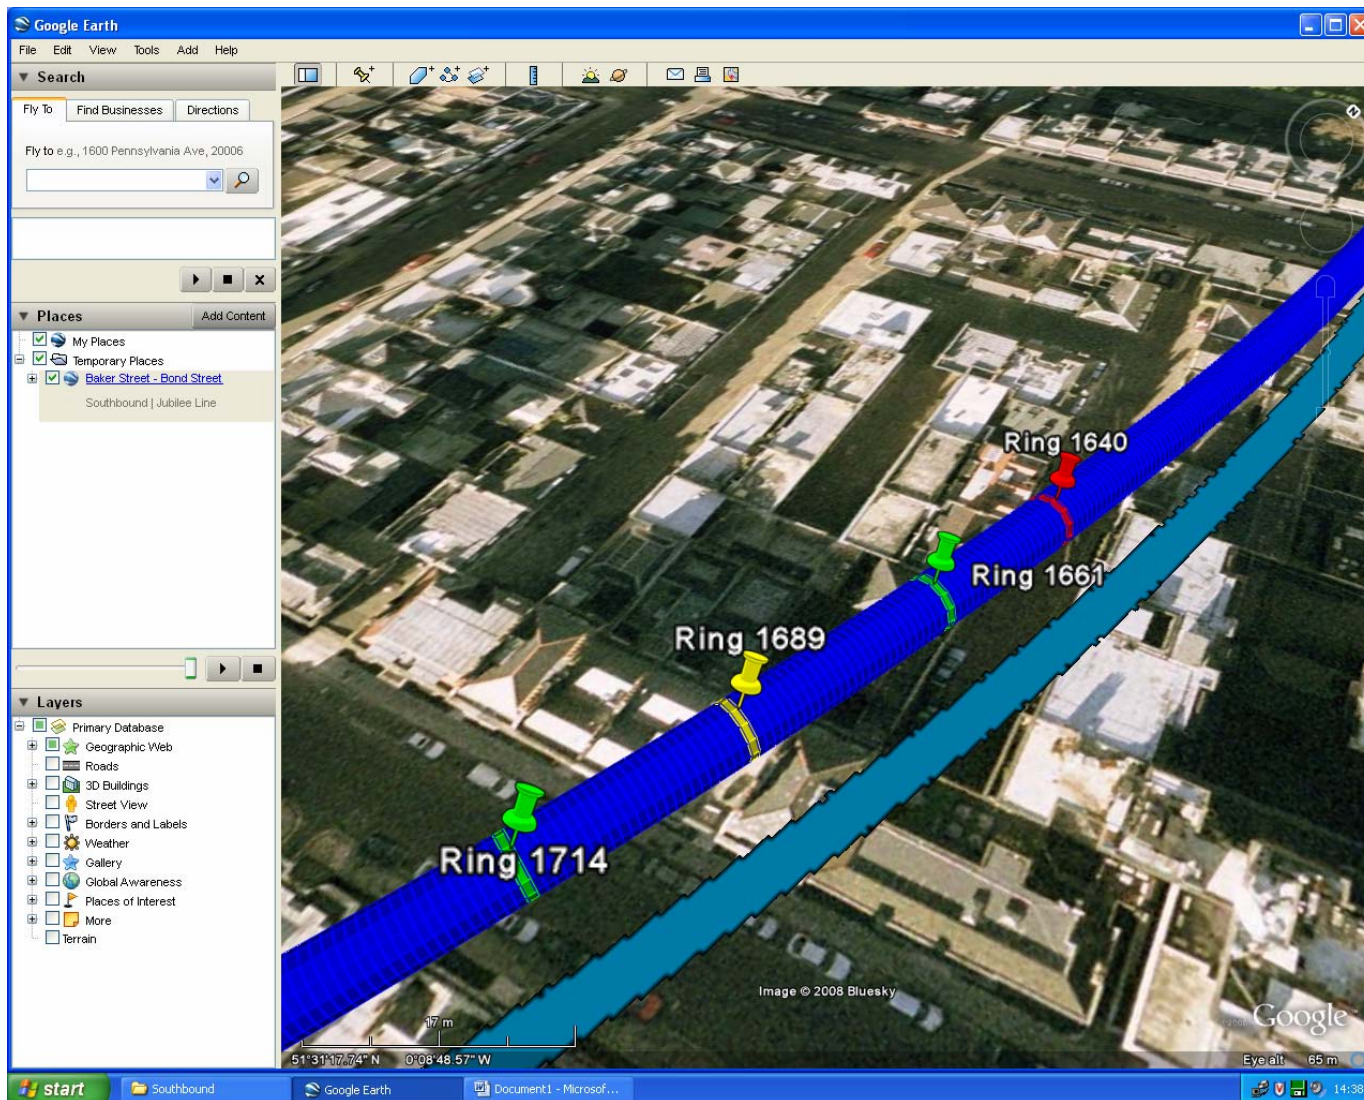 Google Earth
File Edit View Tools Add Help
Search
Fly To Find Businesses Directions
Fly to e.g., 1600 Pennsylvania Ave, 20006
Places Add Content
My Places
Temporary Places
Baker Street - Bond Street
Southbound | Jubilee Line
Layers
Primary Database
Geographic Web
Roads
3D Buildings
Street View
Borders and Labels
Weather
Gallery
Global Awareness
Places of Interest
More
Terrain
Ring 1640
Ring 1661
Ring 1689
Ring 1714
Image © 2008 Bluesky
Google
17 m
51°31'17.74" N 0°08'48.57" W
Eye alt 65 m
start Southbound Google Earth Document1 - Microsof... 14:38